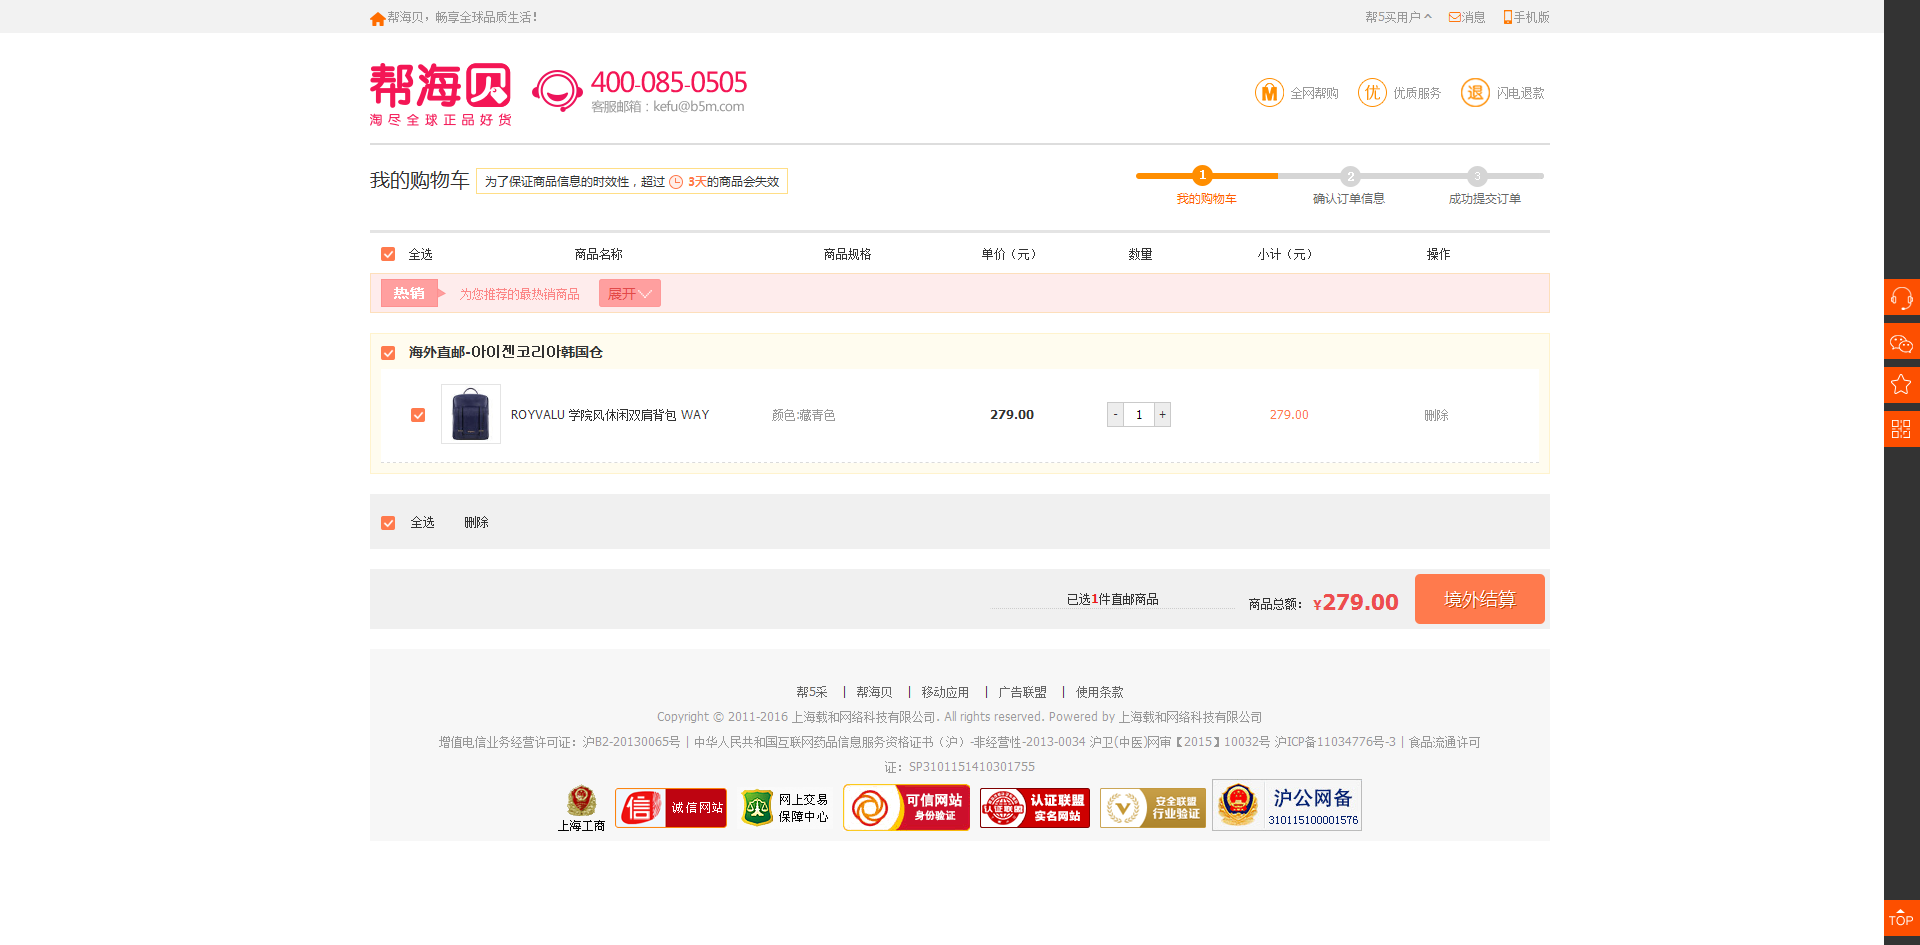 帮海贝，畅享全球品质生活！
帮5买用户 消息 手机版
帮海贝
淘尽全球正品好货
400-085-0505
客服邮箱：kefu@b5m.com
全网帮购 优 优质服务 退 闪电退款
我的购物车 为了保证商品信息的时效性，超过 3天的商品会失效
1 2 3
我的购物车 确认订单信息 成功提交订单
全选 商品名称 商品规格 单价（元） 数量 小计（元） 操作
热销 为您推荐的最热销商品 展开
海外直邮-아이젠코리아韩国仓
ROYVALU 学院风休闲双肩背包 WAY 颜色:藏青色 279.00 - 1 + 279.00 删除
全选 删除
已选1件直邮商品 商品总额： ¥279.00 境外结算
帮5采 | 帮海贝 | 移动应用 | 广告联盟 | 使用条款
Copyright © 2011-2016 上海载和网络科技有限公司. All rights reserved. Powered by 上海载和网络科技有限公司
增值电信业务经营许可证：沪B2-20130065号 | 中华人民共和国互联网药品信息服务资格证书（沪）-非经营性-2013-0034 沪卫(中医)网审【2015】10032号 沪ICP备11034776号-3 | 食品流通许可
证：SP3101151410301755
上海工商
信 诚信网站
网上交易
保障中心
可信网站
身份验证
认证联盟
认证联盟
实名网站
安全联盟
行业验证
沪公网备
310115100001576
TOP